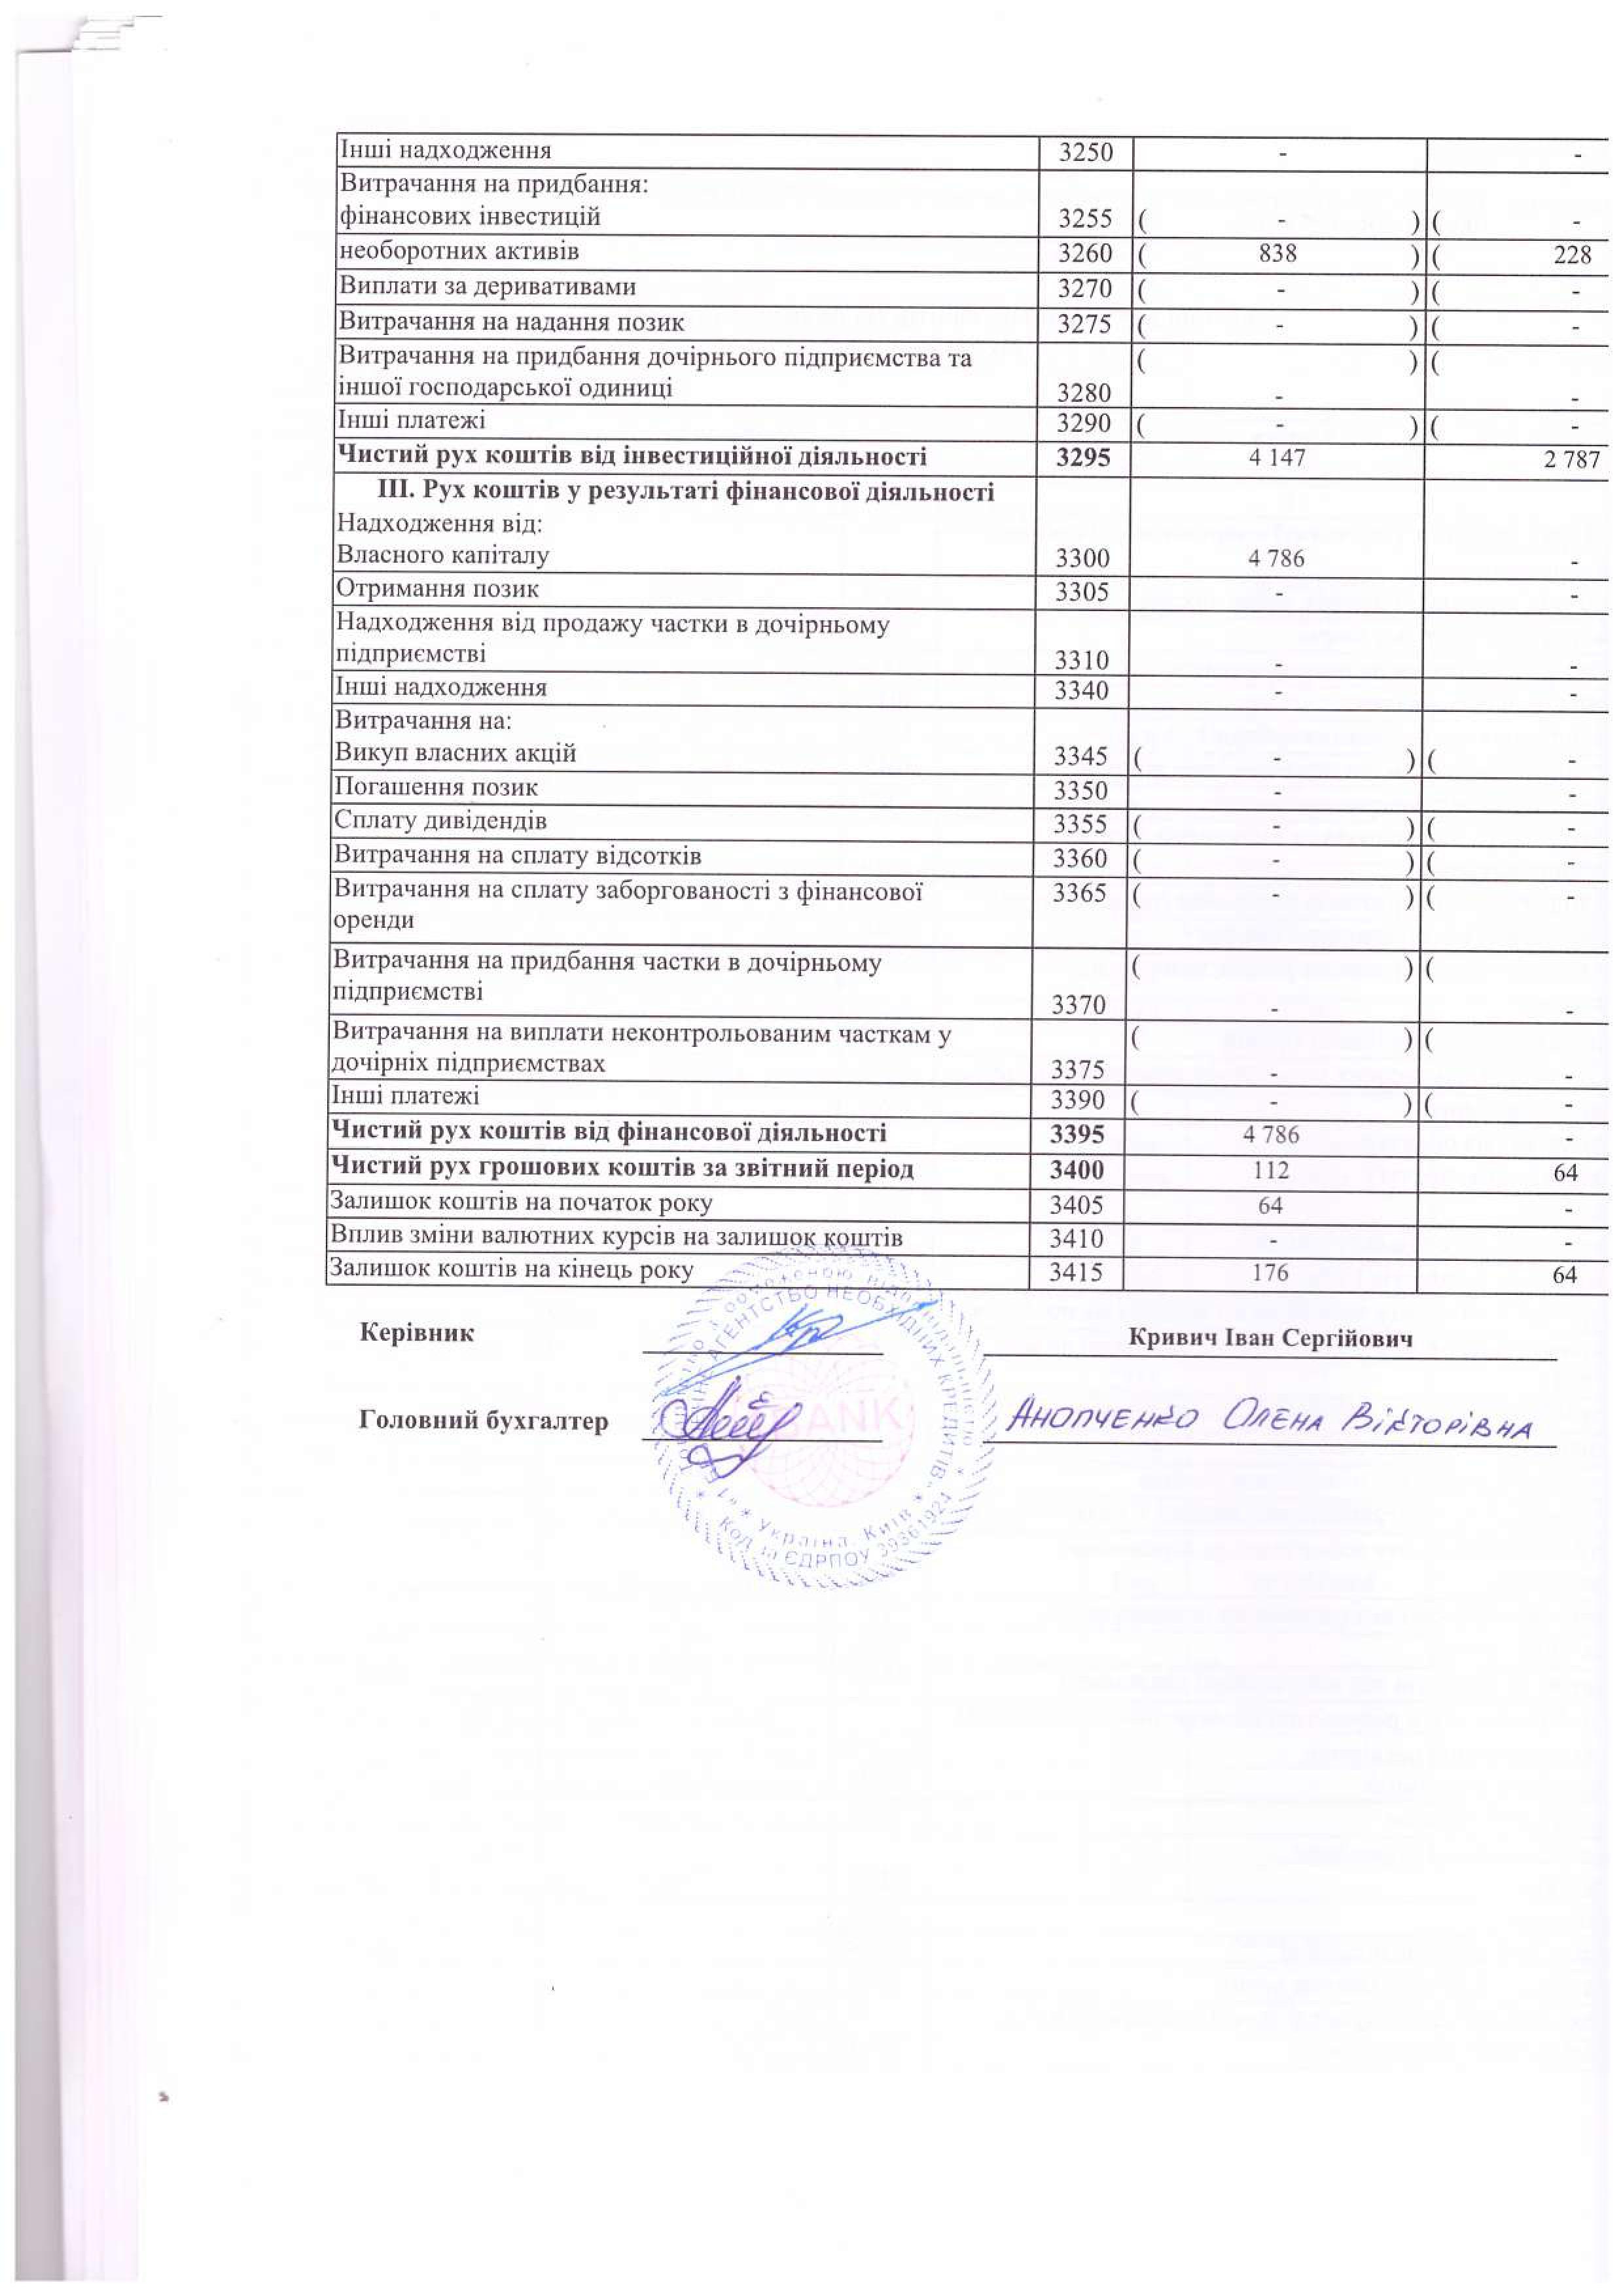 Інші надходження 3250 - -
Витрачання на придбання:
фінансових інвестицій 3255 ( - ) ( -
необоротних активів 3260 ( 838 ) ( 228
Виплати за деривативами 3270 ( - ) ( -
Витрачання на надання позик 3275 ( - ) ( -
Витрачання на придбання дочірнього підприємства та ( ) (
іншої господарської одиниці 3280 - -
Інші платежі 3290 ( - ) ( -
Чистий рух коштів від інвестиційної діяльності 3295 4 147 2 787
III. Рух коштів у результаті фінансової діяльності
Надходження від:
Власного капіталу 3300 4 786 -
Отримання позик 3305 - -
Надходження від продажу частки в дочірньому
підприємстві 3310 - -
Інші надходження 3340 - -
Витрачання на:
Викуп власних акцій 3345 ( - ) ( -
Погашення позик 3350 - -
Сплату дивідендів 3355 ( - ) ( -
Витрачання на сплату відсотків 3360 ( - ) ( -
Витрачання на сплату заборгованості з фінансової 3365 ( - ) ( -
оренди
Витрачання на придбання частки в дочірньому ( ) (
підприємстві 3370 - -
Витрачання на виплати неконтрольованим часткам у ( ) (
дочірніх підприємствах 3375 - -
Інші платежі 3390 ( - ) ( -
Чистий рух коштів від фінансової діяльності 3395 4 786 -
Чистий рух грошових коштів за звітний період 3400 112 64
Залишок коштів на початок року 3405 64 -
Вплив зміни валютних курсів на залишок коштів 3410 - -
Залишок коштів на кінець року 3415 176 64
Керівник Кривич Іван Сергійович
Головний бухгалтер Анопченко Олена Вікторівна
АГЕНТСТВО НЕОБХІДНИХ КРЕДИТІВ"
* Україна, Київ *
Код за ЄДРПОУ 39361924